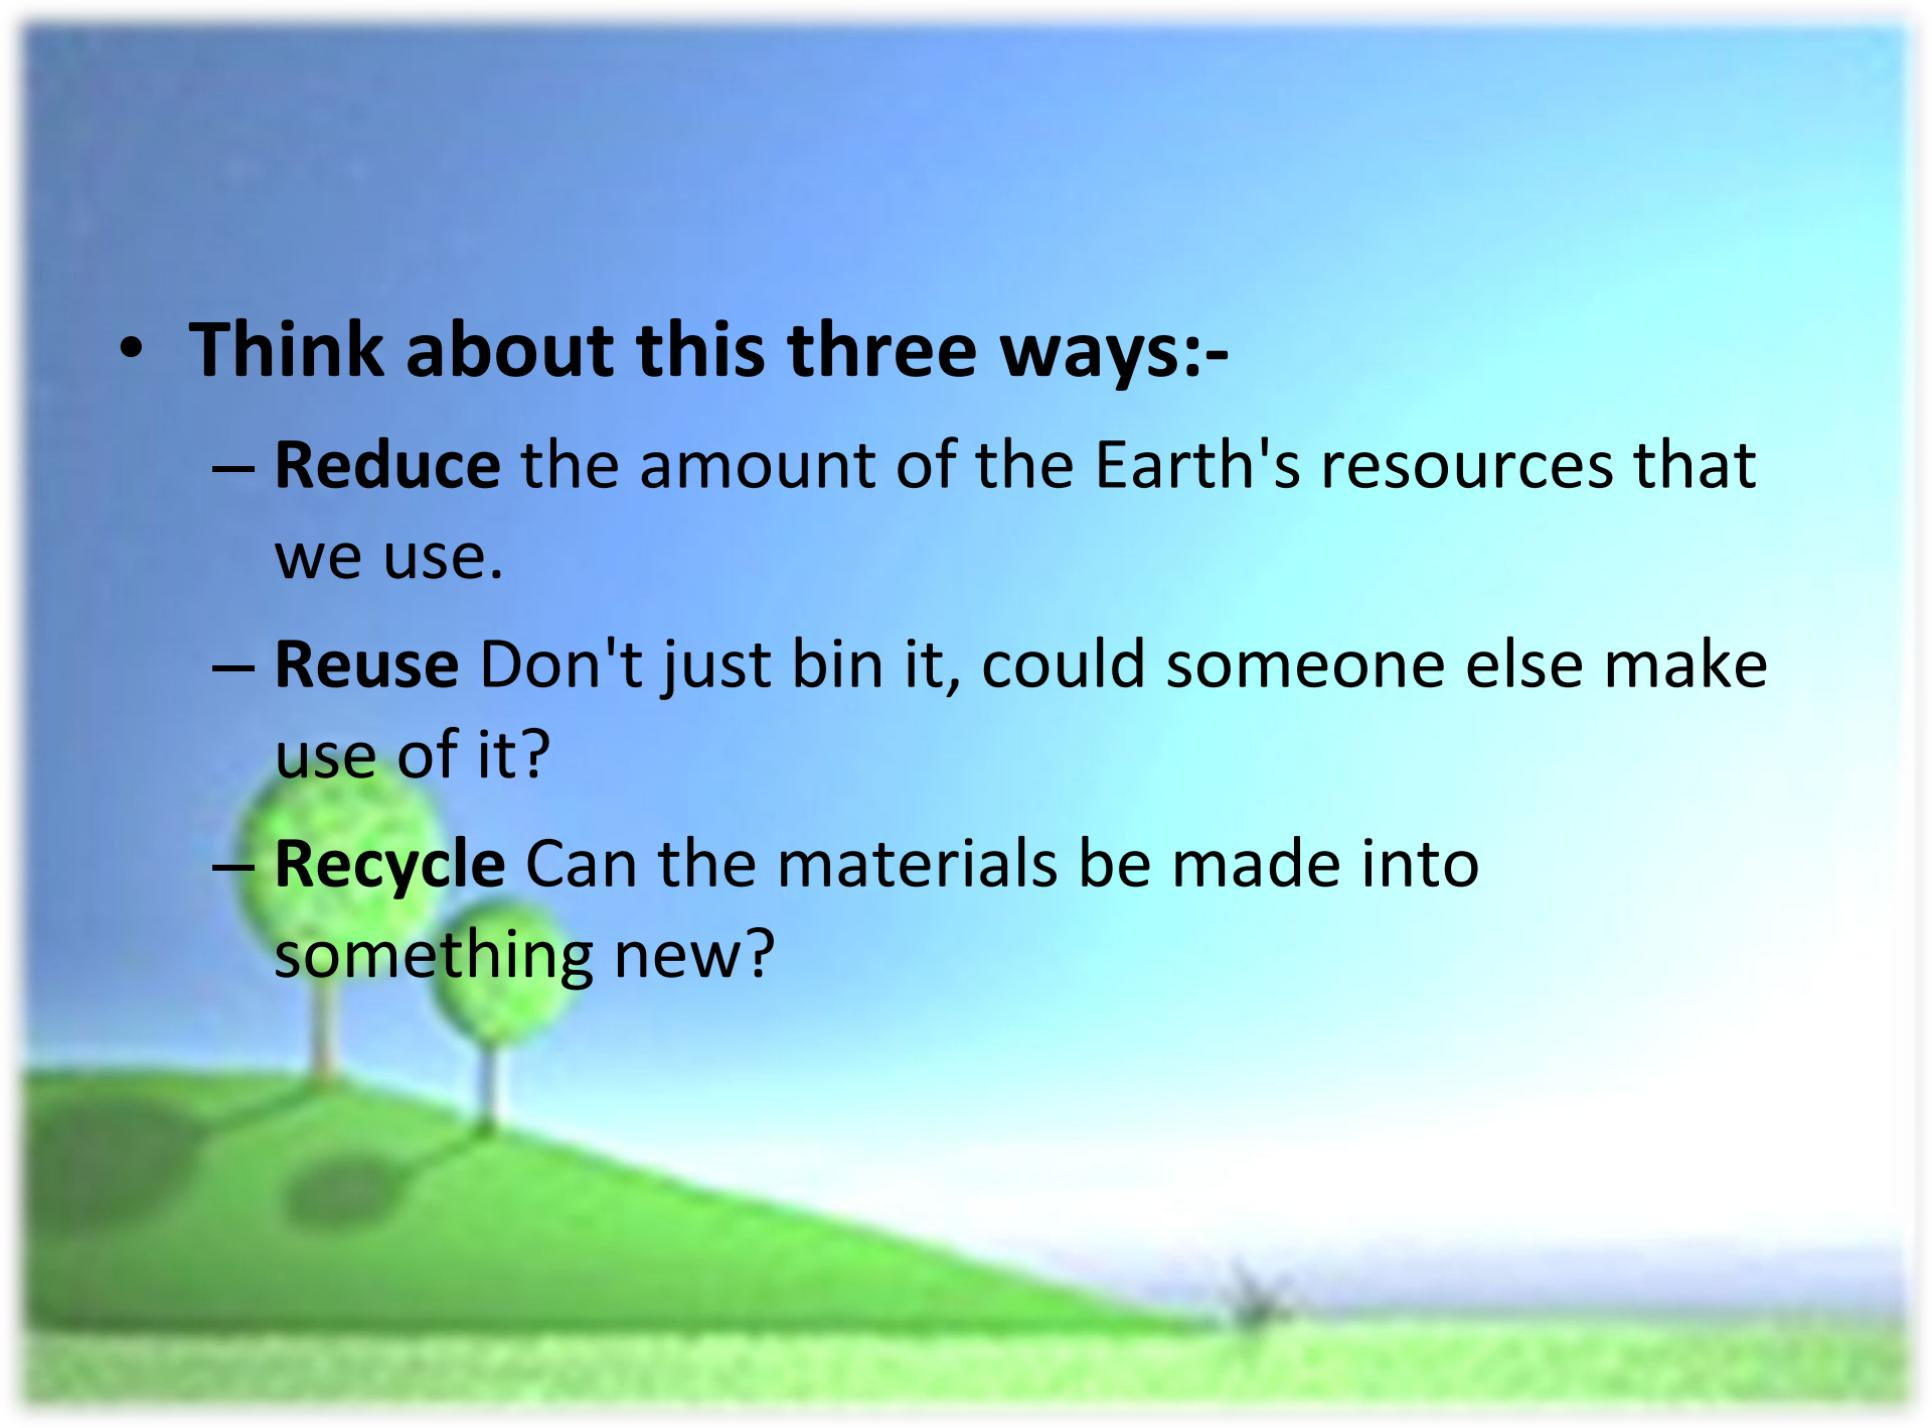 • Think about this three ways:-
– Reduce the amount of the Earth's resources that
we use.
– Reuse Don't just bin it, could someone else make
use of it?
– Recycle Can the materials be made into
something new?